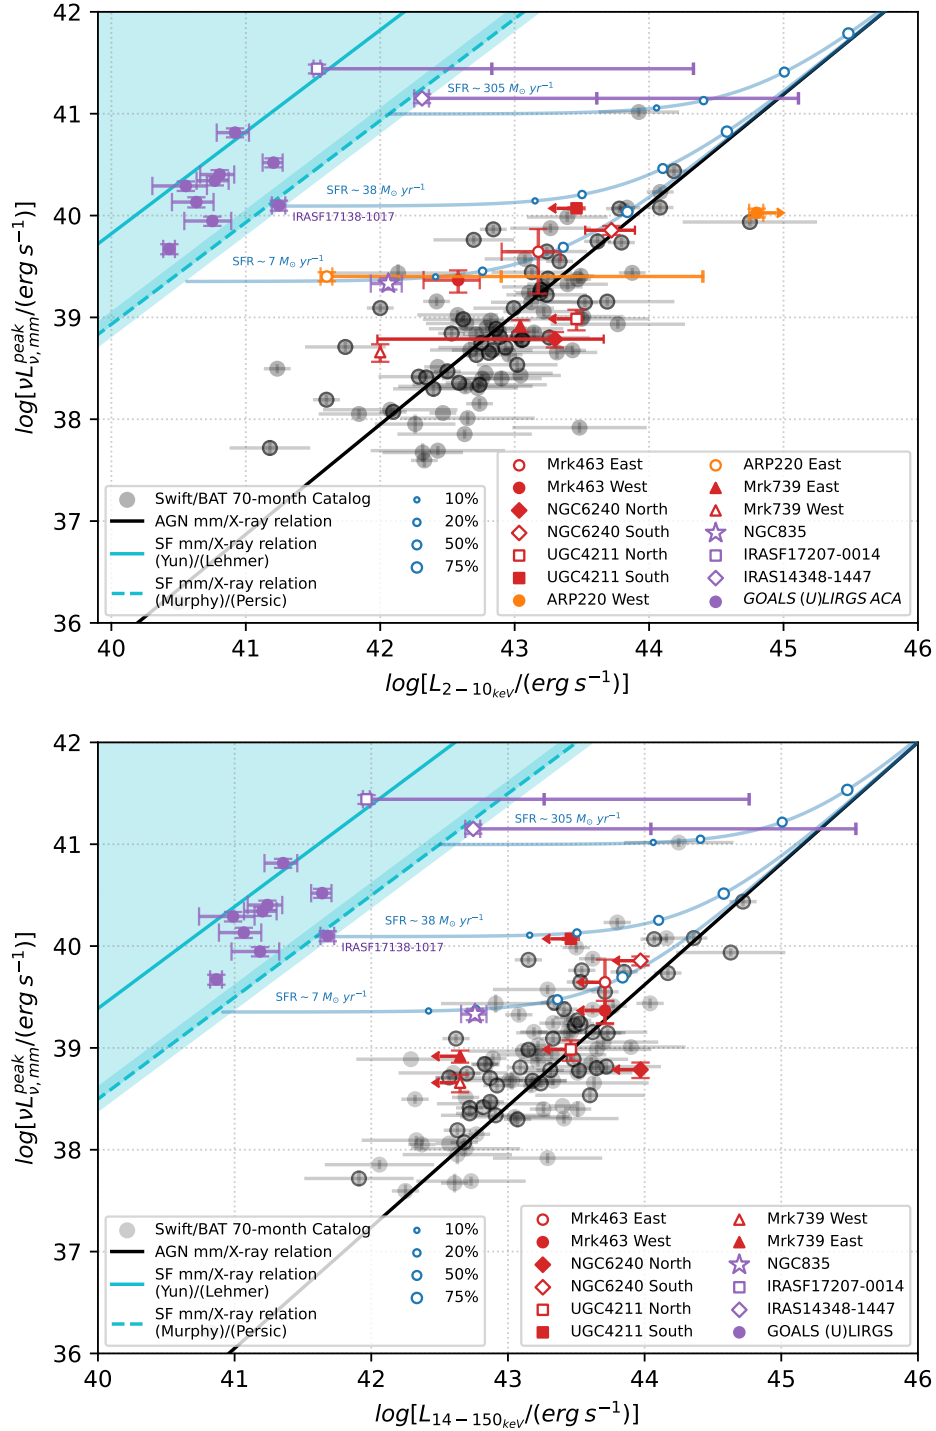 42
41
40
39
38
37
36
log[νL^peak_ν,mm/(erg s⁻¹)]
SFR ~ 305 M⊙ yr⁻¹
SFR ~ 38 M⊙ yr⁻¹
IRASF17138-1017
SFR ~ 7 M⊙ yr⁻¹
Swift/BAT 70-month Catalog
AGN mm/X-ray relation
SF mm/X-ray relation
(Yun)/(Lehmer)
SF mm/X-ray relation
(Murphy)/(Persic)
10%
20%
50%
75%
Mrk463 East
Mrk463 West
NGC6240 North
NGC6240 South
UGC4211 North
UGC4211 South
ARP220 West
ARP220 East
Mrk739 East
Mrk739 West
NGC835
IRASF17207-0014
IRAS14348-1447
GOALS (U)LIRGS ACA
40 41 42 43 44 45 46
log[L_2−10keV/(erg s⁻¹)]
42
41
40
39
38
37
36
log[νL^peak_ν,mm/(erg s⁻¹)]
SFR ~ 305 M⊙ yr⁻¹
SFR ~ 38 M⊙ yr⁻¹
IRASF17138-1017
SFR ~ 7 M⊙ yr⁻¹
Swift/BAT 70-month Catalog
AGN mm/X-ray relation
SF mm/X-ray relation
(Yun)/(Lehmer)
SF mm/X-ray relation
(Murphy)/(Persic)
10%
20%
50%
75%
Mrk463 East
Mrk463 West
NGC6240 North
NGC6240 South
UGC4211 North
UGC4211 South
Mrk739 West
Mrk739 East
NGC835
IRASF17207-0014
IRAS14348-1447
GOALS (U)LIRGS
40 41 42 43 44 45 46
log[L_14−150keV/(erg s⁻¹)]